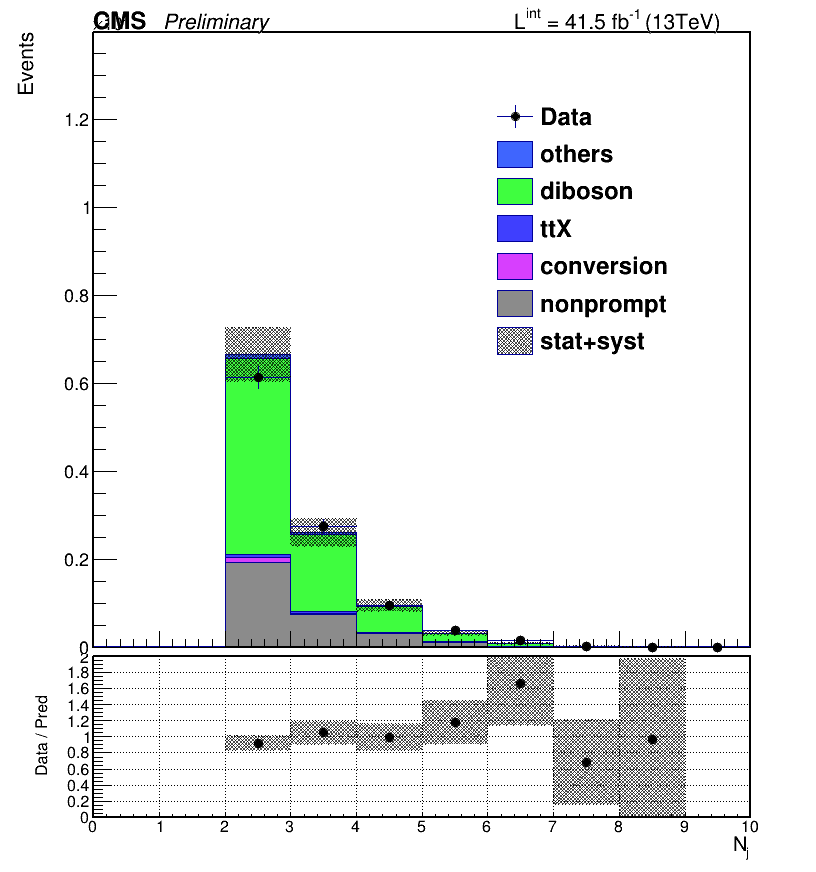 CMS Preliminary L^int = 41.5 fb^-1 (13TeV)
Events
1.2
1
0.8
0.6
0.4
0.2
0
Data
others
diboson
ttX
conversion
nonprompt
stat+syst
Data / Pred
2
1.8
1.6
1.4
1.2
1
0.8
0.6
0.4
0.2
0
0 1 2 3 4 5 6 7 8 9 10
N_j